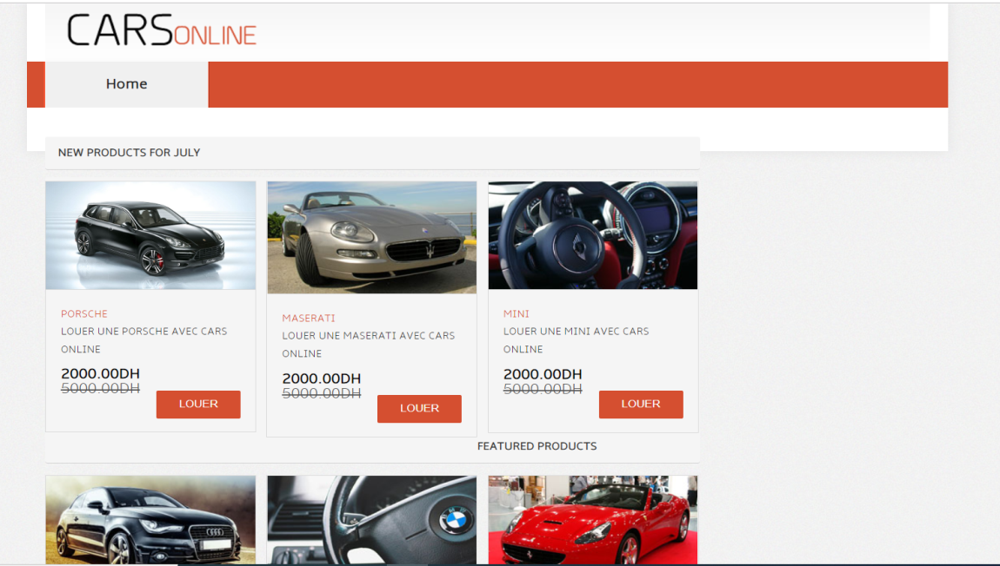 CARSONLINE
Home
NEW PRODUCTS FOR JULY
PORSCHE
LOUER UNE PORSCHE AVEC CARS
ONLINE
2000.00DH
5000.00DH
LOUER
MASERATI
LOUER UNE MASERATI AVEC CARS
ONLINE
2000.00DH
5000.00DH
LOUER
MINI
LOUER UNE MINI AVEC CARS
ONLINE
2000.00DH
5000.00DH
LOUER
FEATURED PRODUCTS
BMW